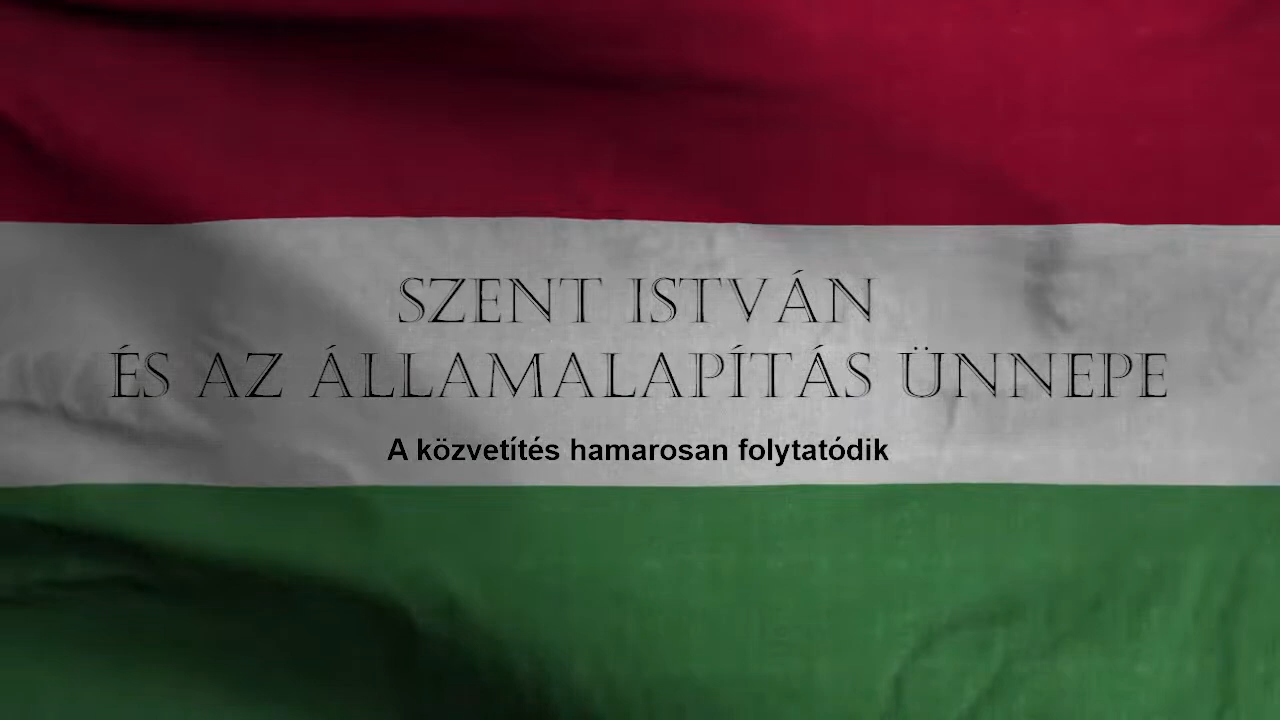 SZENT ISTVÁN
ÉS AZ ÁLLAMALAPÍTÁS ÜNNEPE
A közvetítés hamarosan folytatódik